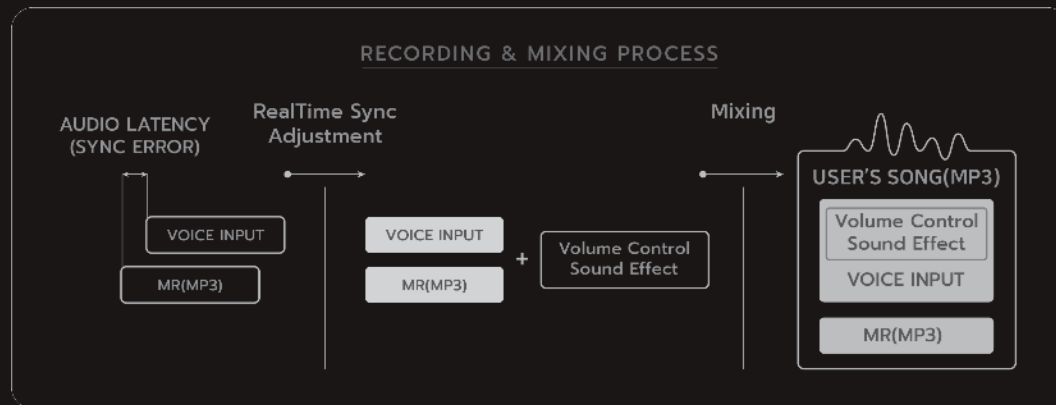 RECORDING & MIXING PROCESS
AUDIO LATENCY
(SYNC ERROR)
VOICE INPUT
MR(MP3)
RealTime Sync
Adjustment
VOICE INPUT
MR(MP3)
+
Volume Control
Sound Effect
Mixing
USER'S SONG(MP3)
Volume Control
Sound Effect
VOICE INPUT
MR(MP3)